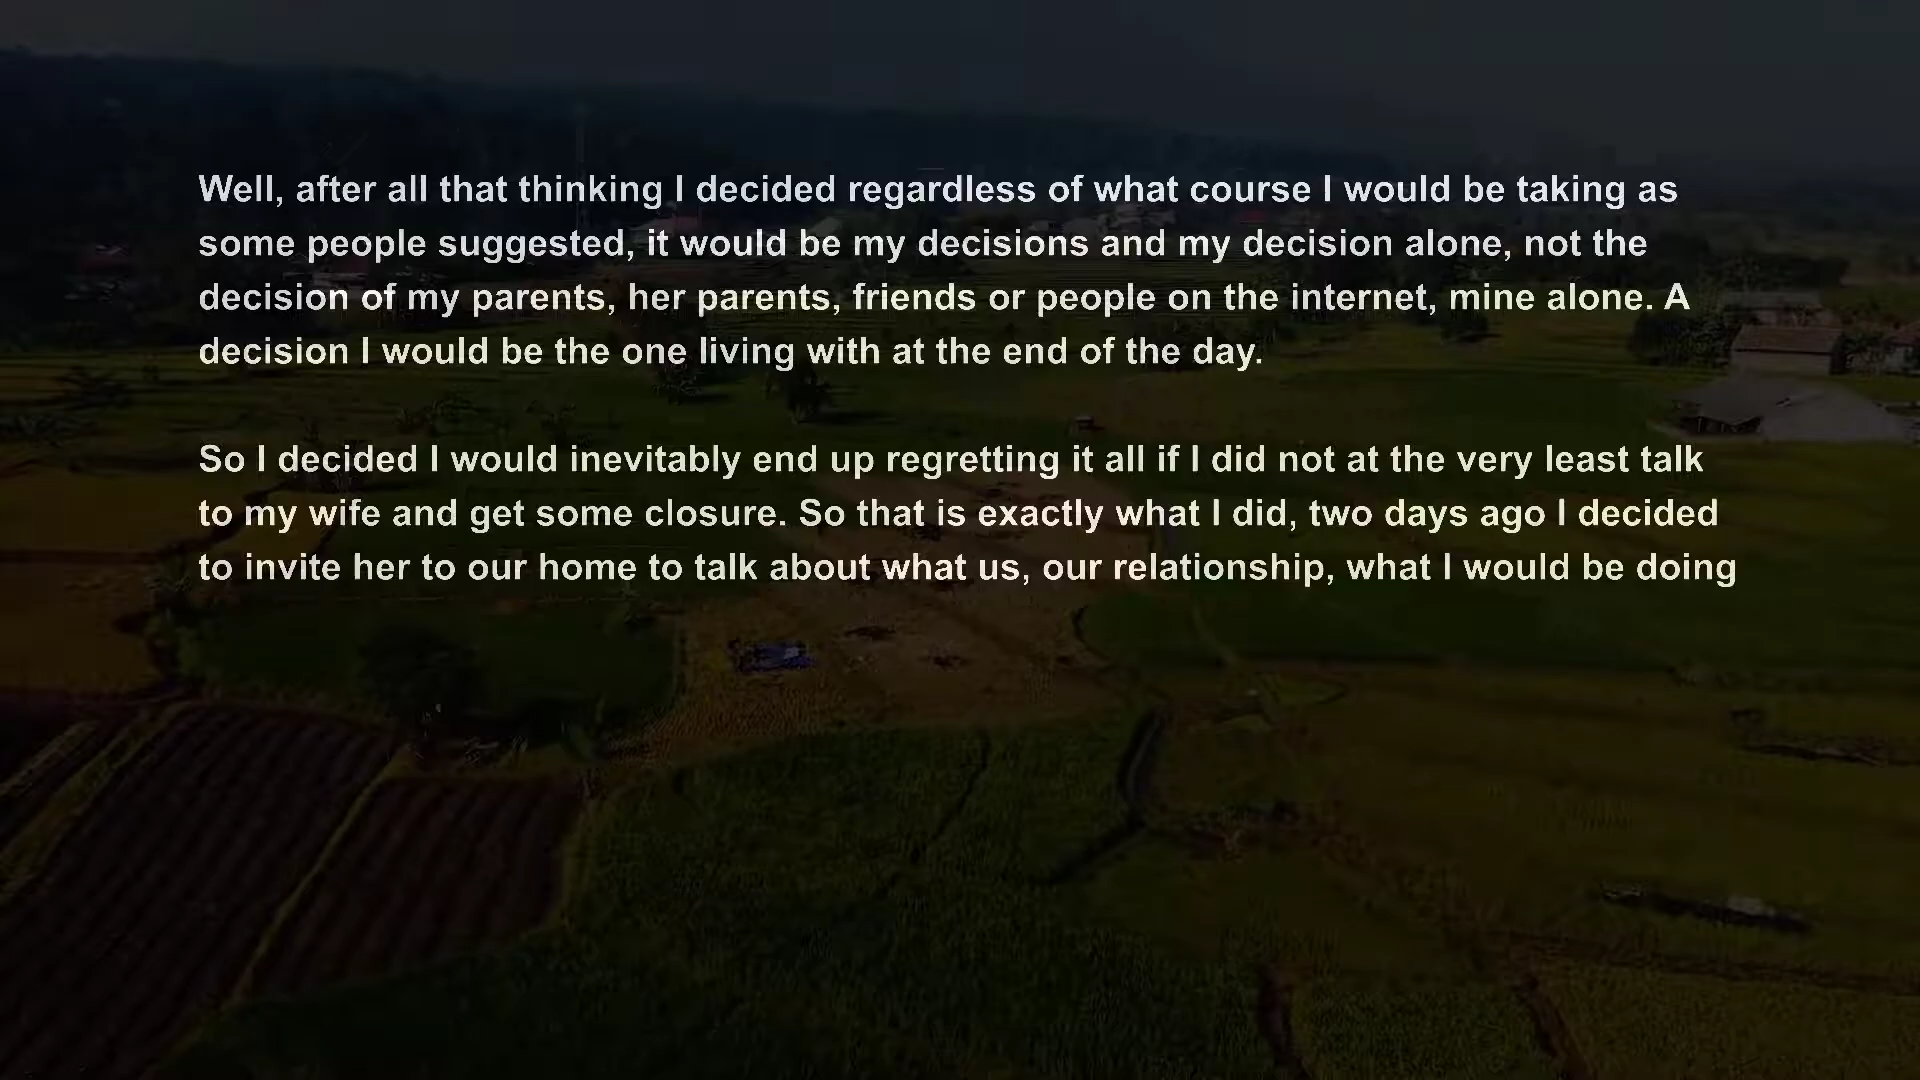 Well, after all that thinking I decided regardless of what course I would be taking as
some people suggested, it would be my decisions and my decision alone, not the
decision of my parents, her parents, friends or people on the internet, mine alone. A
decision I would be the one living with at the end of the day.
So I decided I would inevitably end up regretting it all if I did not at the very least talk
to my wife and get some closure. So that is exactly what I did, two days ago I decided
to invite her to our home to talk about what us, our relationship, what I would be doing